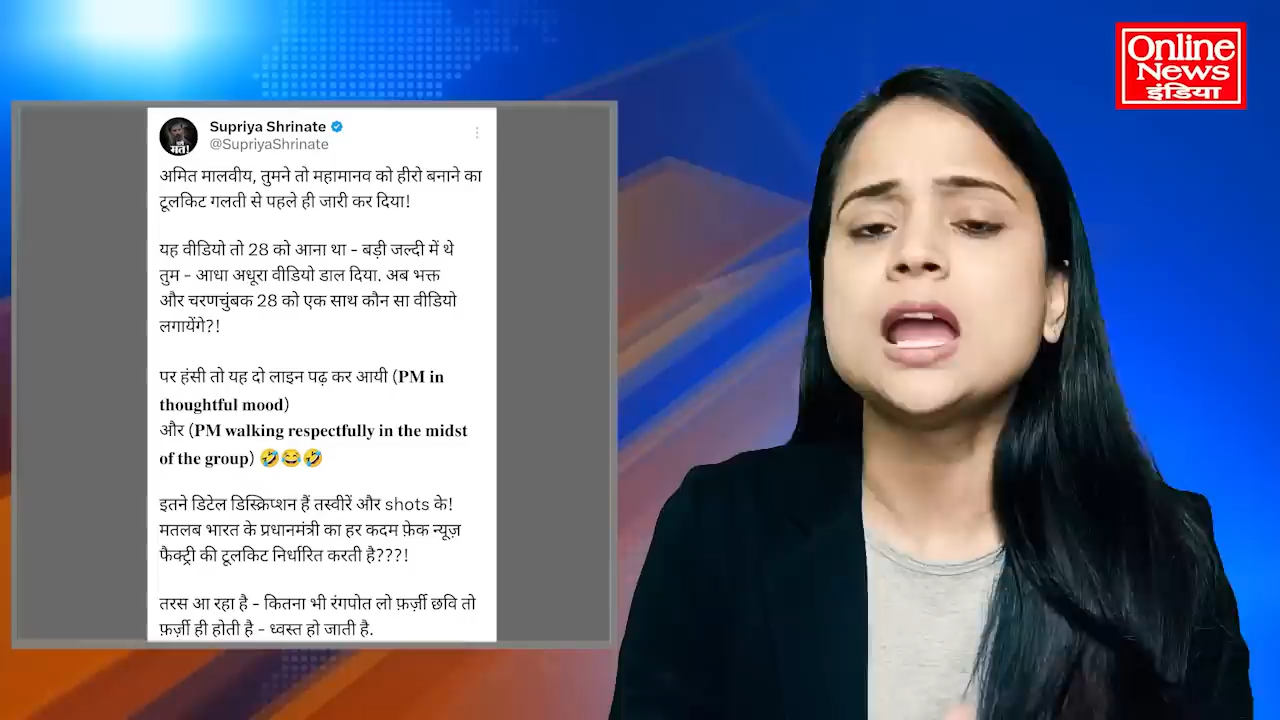 Online
News
इंडिया
मत!
Supriya Shrinate
@SupriyaShrinate
अमित मालवीय, तुमने तो महामानव को हीरो बनाने का
टूलकिट गलती से पहले ही जारी कर दिया!
यह वीडियो तो 28 को आना था - बड़ी जल्दी में थे
तुम - आधा अधूरा वीडियो डाल दिया. अब भक्त
और चरणचुंबक 28 को एक साथ कौन सा वीडियो
लगायेंगे?!
पर हंसी तो यह दो लाइन पढ़ कर आयी (PM in
thoughtful mood)
और (PM walking respectfully in the midst
of the group) 🤣😂🤣
इतने डिटेल डिस्क्रिप्शन हैं तस्वीरें और shots के!
मतलब भारत के प्रधानमंत्री का हर कदम फ़ेक न्यूज़
फैक्ट्री की टूलकिट निर्धारित करती है???!
तरस आ रहा है - कितना भी रंगपोत लो फ़र्ज़ी छवि तो
फ़र्ज़ी ही होती है - ध्वस्त हो जाती है.